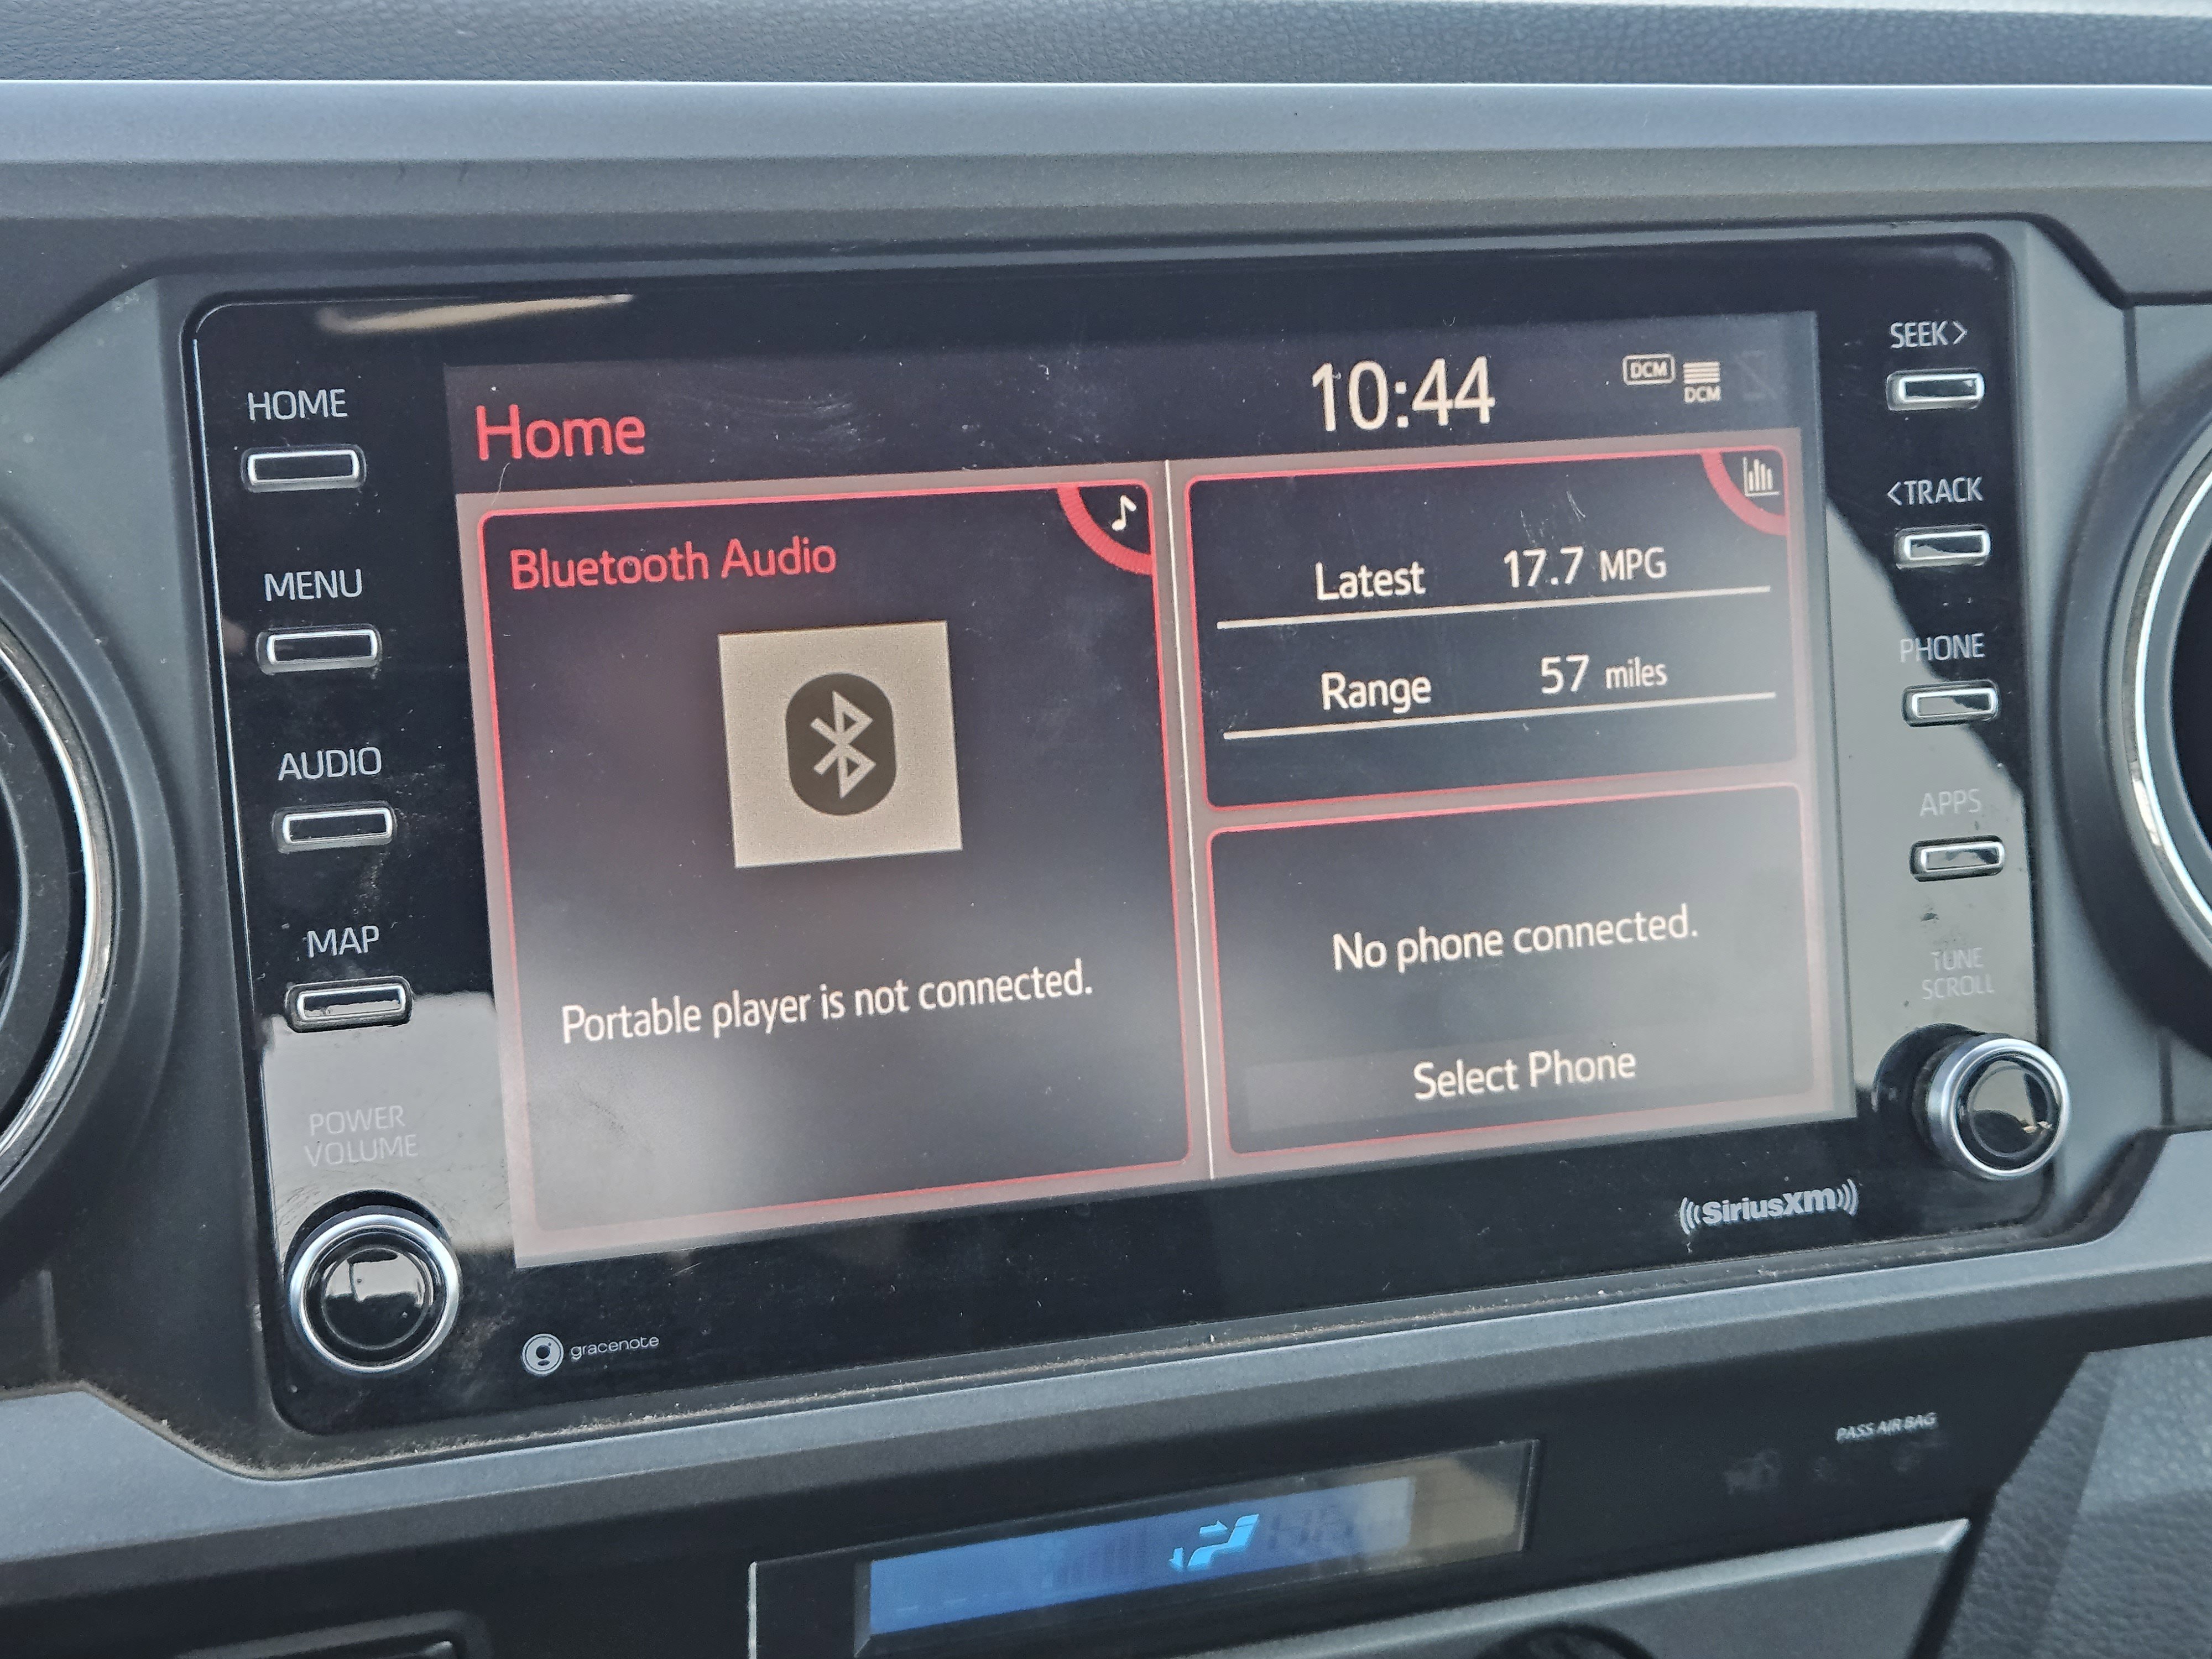 HOME
MENU
AUDIO
MAP
POWER
VOLUME
Home
10:44
DCM
DCM
Bluetooth Audio
Portable player is not connected.
Latest 17.7 MPG
Range 57 miles
No phone connected.
Select Phone
SEEK>
<TRACK
PHONE
APPS
TUNE
SCROLL
((SiriusXM))
gracenote
PASS AIR BAG